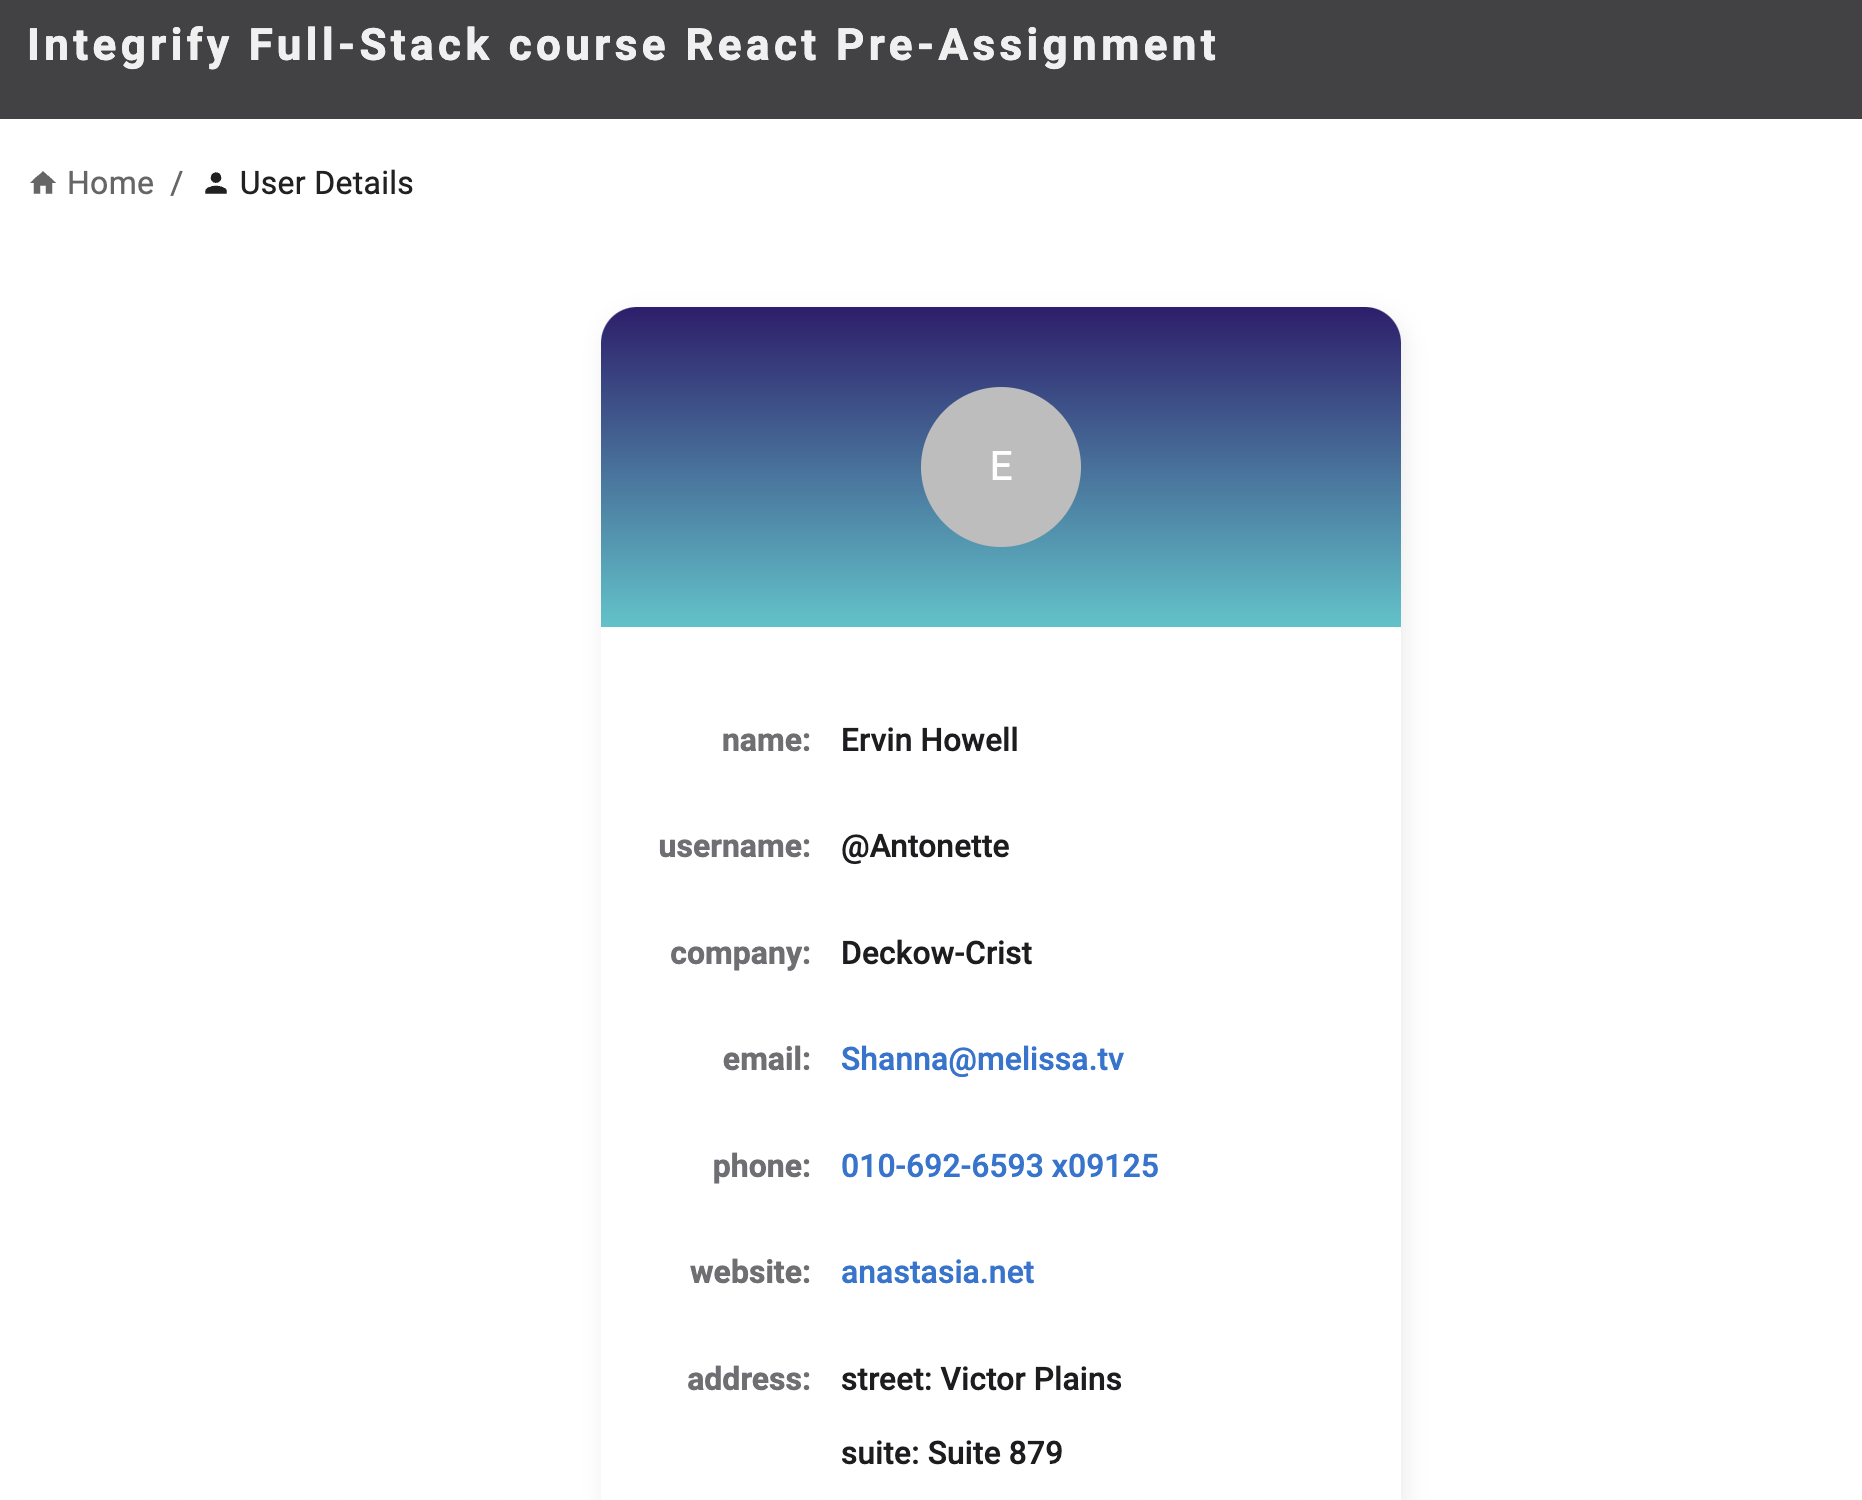 Integrify Full-Stack course React Pre-Assignment
Home / User Details
E
name: Ervin Howell
username: @Antonette
company: Deckow-Crist
email: Shanna@melissa.tv
phone: 010-692-6593 x09125
website: anastasia.net
address: street: Victor Plains
suite: Suite 879